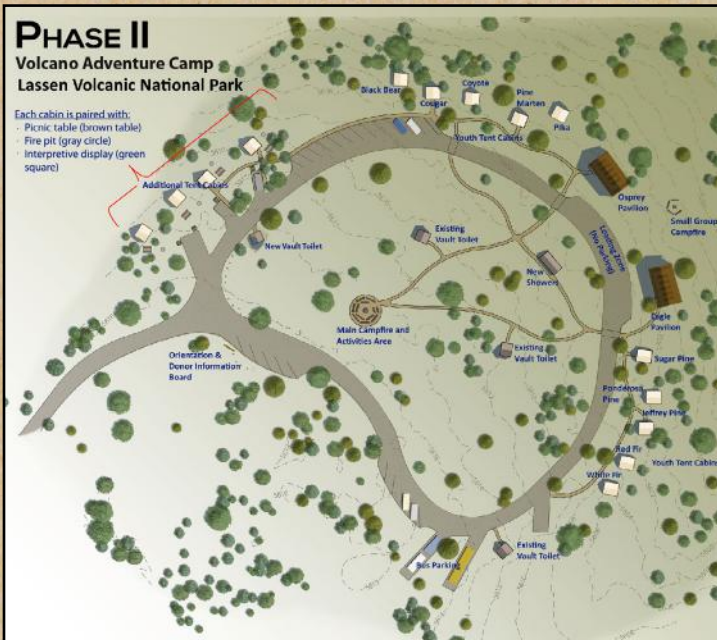 PHASE II
Volcano Adventure Camp
Lassen Volcanic National Park
Each cabin is paired with:
· Picnic table (brown table)
· Fire pit (gray circle)
· Interpretive display (green
square)
Black Bear
Cougar
Coyote
Pine
Marten
Pika
Youth Tent Cabins
Additional Tent Cabins
Osprey
Pavilion
Small Group
Campfire
Loading Zone
(No Parking)
New Vault Toilet
Existing
Vault Toilet
New
Showers
Eagle
Pavilion
Main Campfire and
Activities Area
Existing
Vault Toilet
Orientation &
Donor Information
Board
Sugar Pine
Ponderosa
Pine
Jeffrey Pine
Red Fir
Youth Tent Cabins
White Fir
Existing
Vault Toilet
Bus Parking